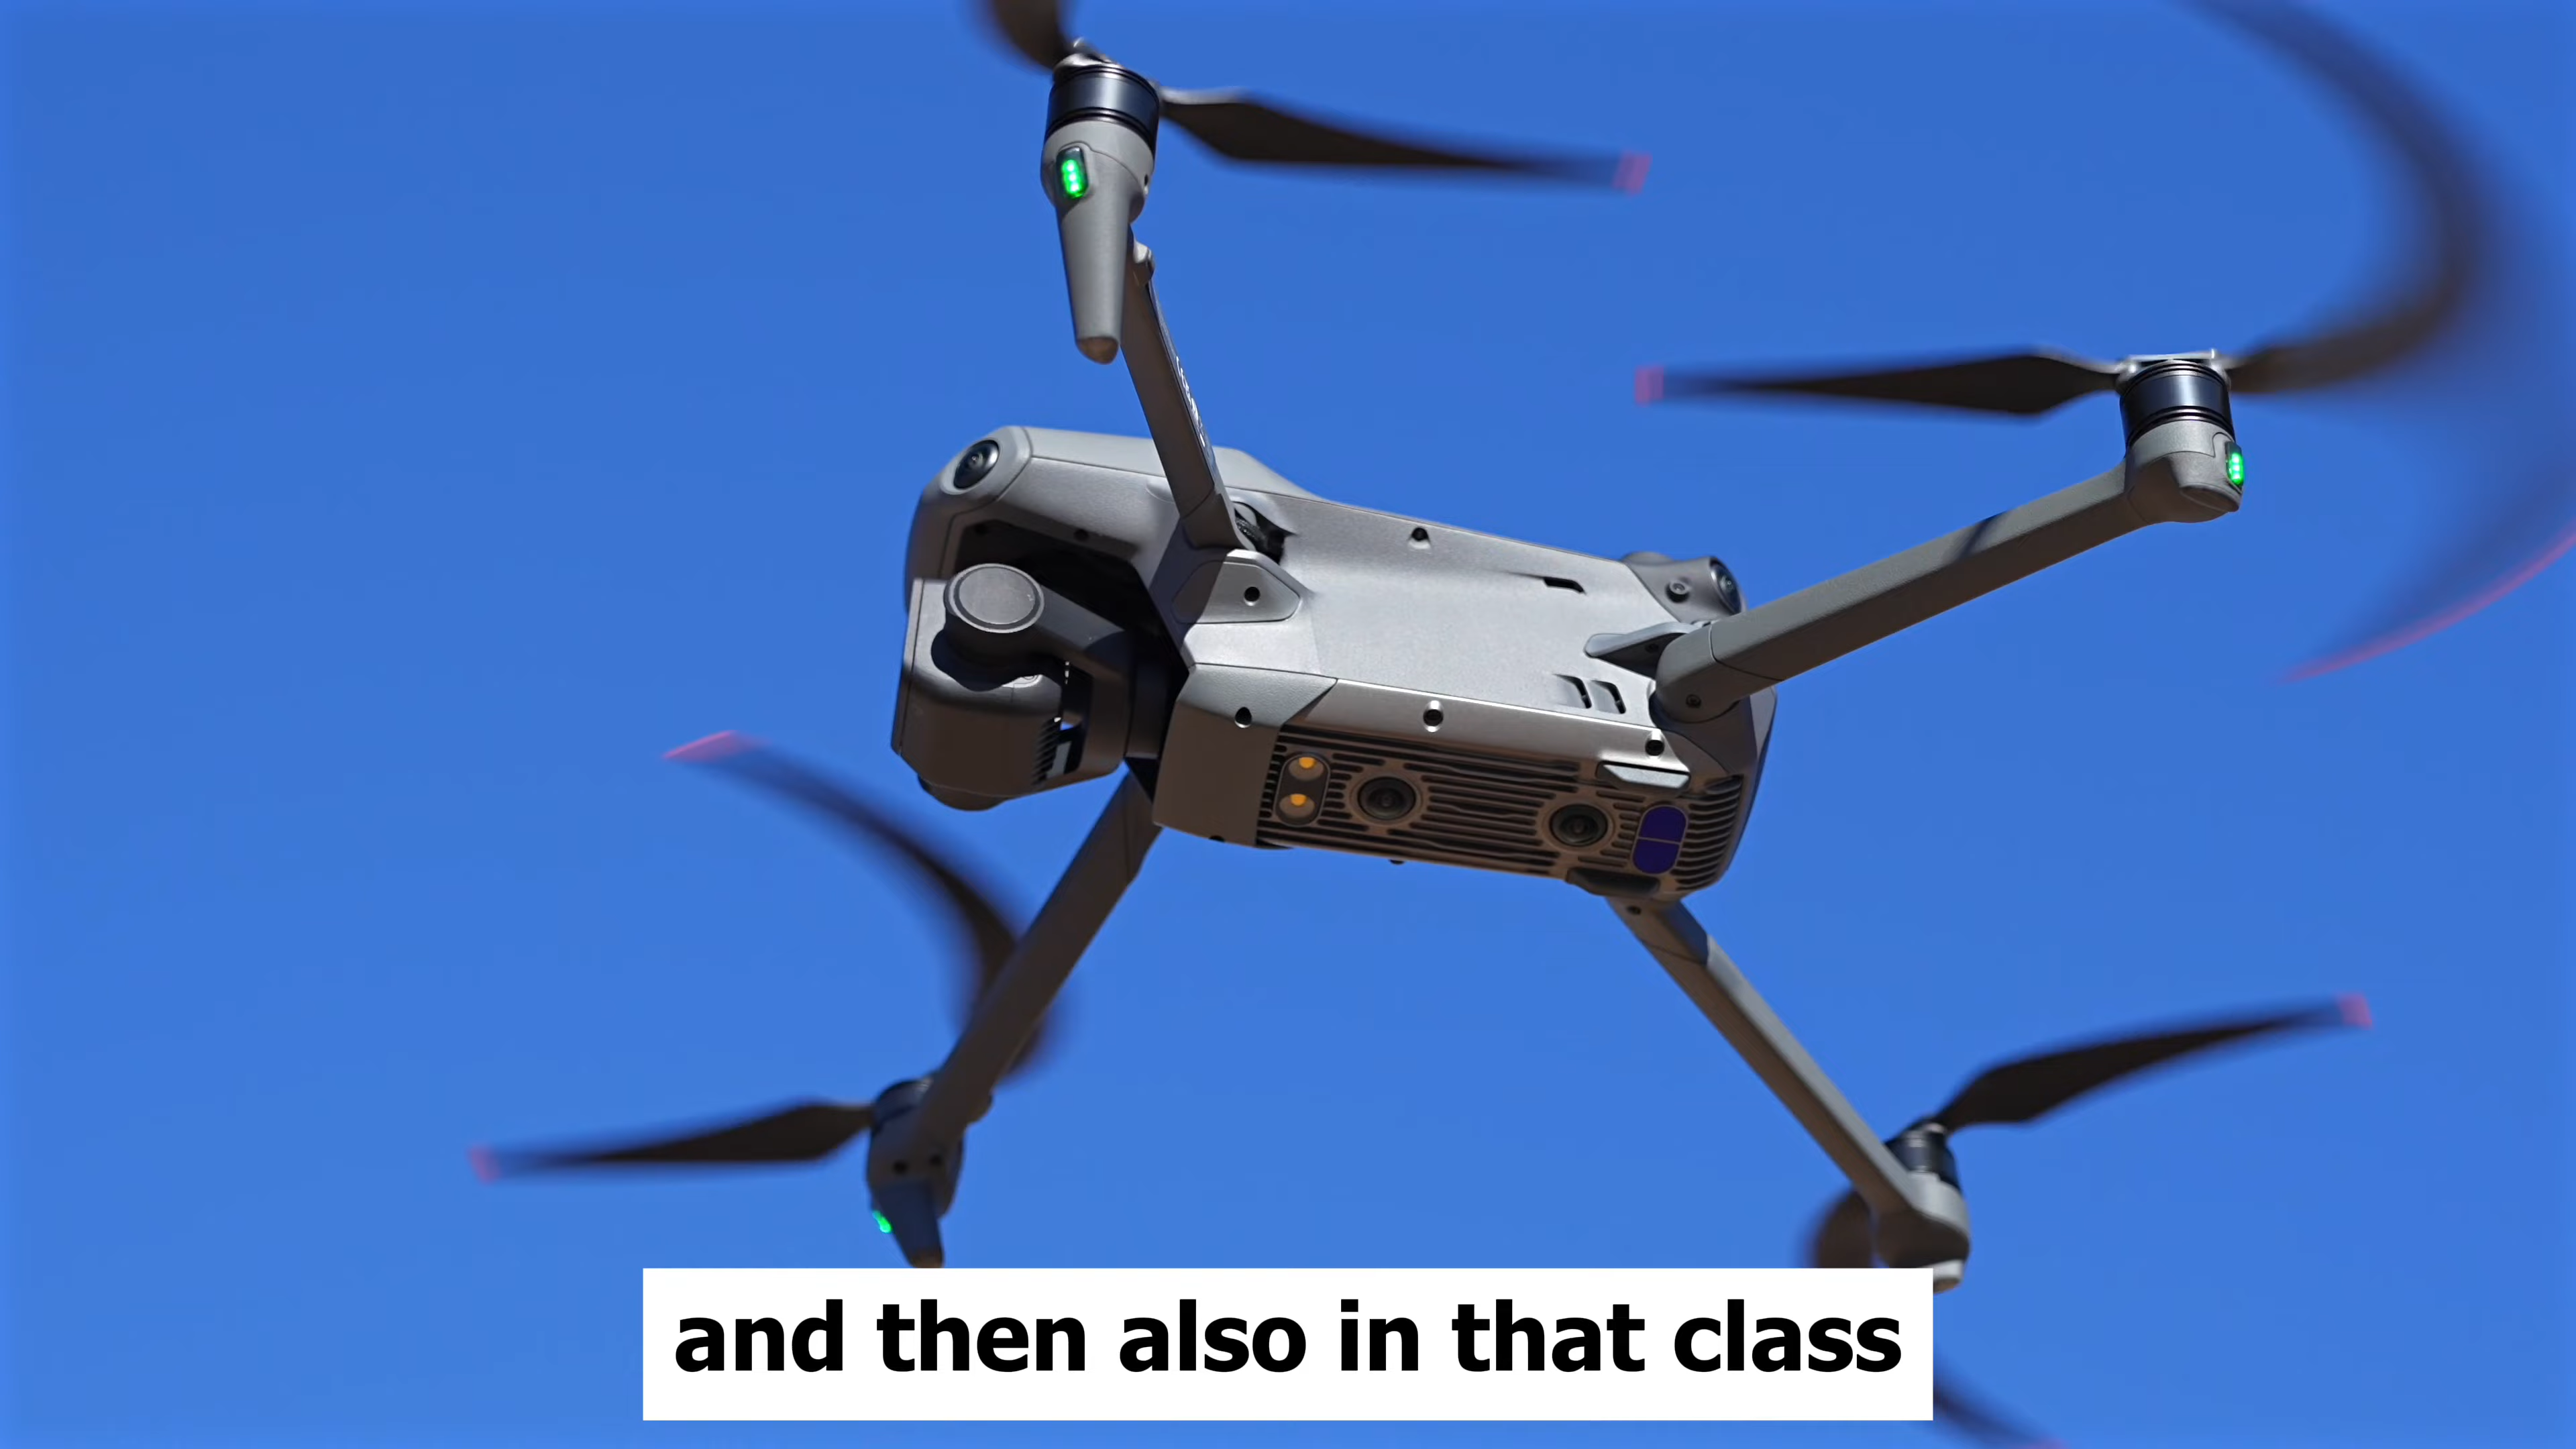 and then also in that class